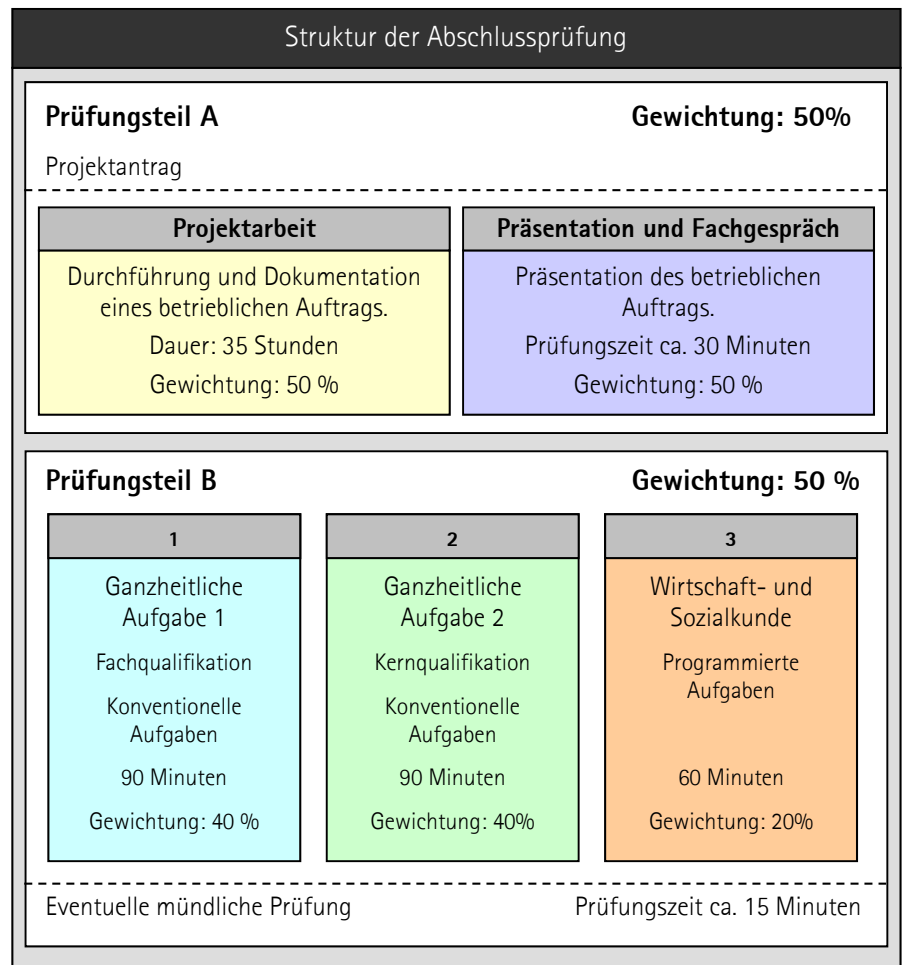 Struktur der Abschlussprüfung
Prüfungsteil A
Gewichtung: 50%
Projektantrag
Projektarbeit
Durchführung und Dokumentation
eines betrieblichen Auftrags.
Dauer: 35 Stunden
Gewichtung: 50 %
Präsentation und Fachgespräch
Präsentation des betrieblichen
Auftrags.
Prüfungszeit ca. 30 Minuten
Gewichtung: 50 %
Prüfungsteil B
Gewichtung: 50 %
1
Ganzheitliche
Aufgabe 1
Fachqualifikation
Konventionelle
Aufgaben
90 Minuten
Gewichtung: 40 %
2
Ganzheitliche
Aufgabe 2
Kernqualifikation
Konventionelle
Aufgaben
90 Minuten
Gewichtung: 40%
3
Wirtschaft- und
Sozialkunde
Programmierte
Aufgaben
60 Minuten
Gewichtung: 20%
Eventuelle mündliche Prüfung
Prüfungszeit ca. 15 Minuten